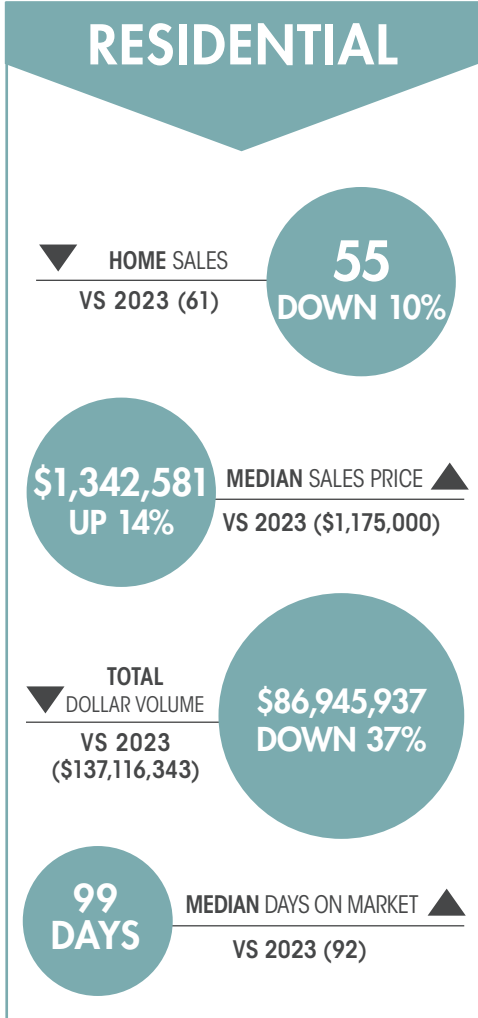 RESIDENTIAL
HOME SALES
VS 2023 (61)
55
DOWN 10%
$1,342,581
UP 14%
MEDIAN SALES PRICE
VS 2023 ($1,175,000)
TOTAL
DOLLAR VOLUME
VS 2023
($137,116,343)
$86,945,937
DOWN 37%
99
DAYS
MEDIAN DAYS ON MARKET
VS 2023 (92)